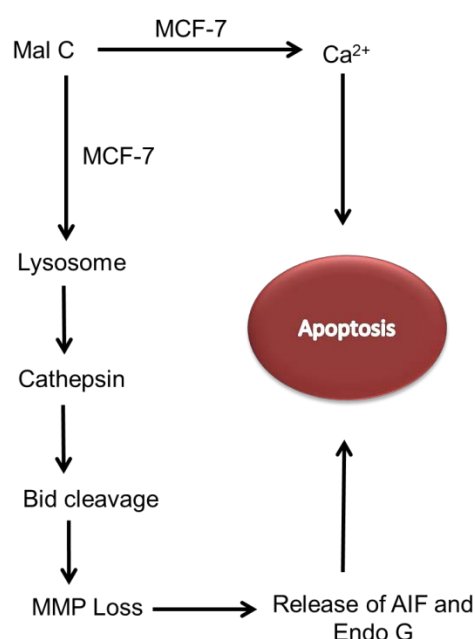 MCF-7
Mal C
Ca²⁺
MCF-7
Lysosome
Apoptosis
Cathepsin
Bid cleavage
MMP Loss
Release of AIF and
Endo G